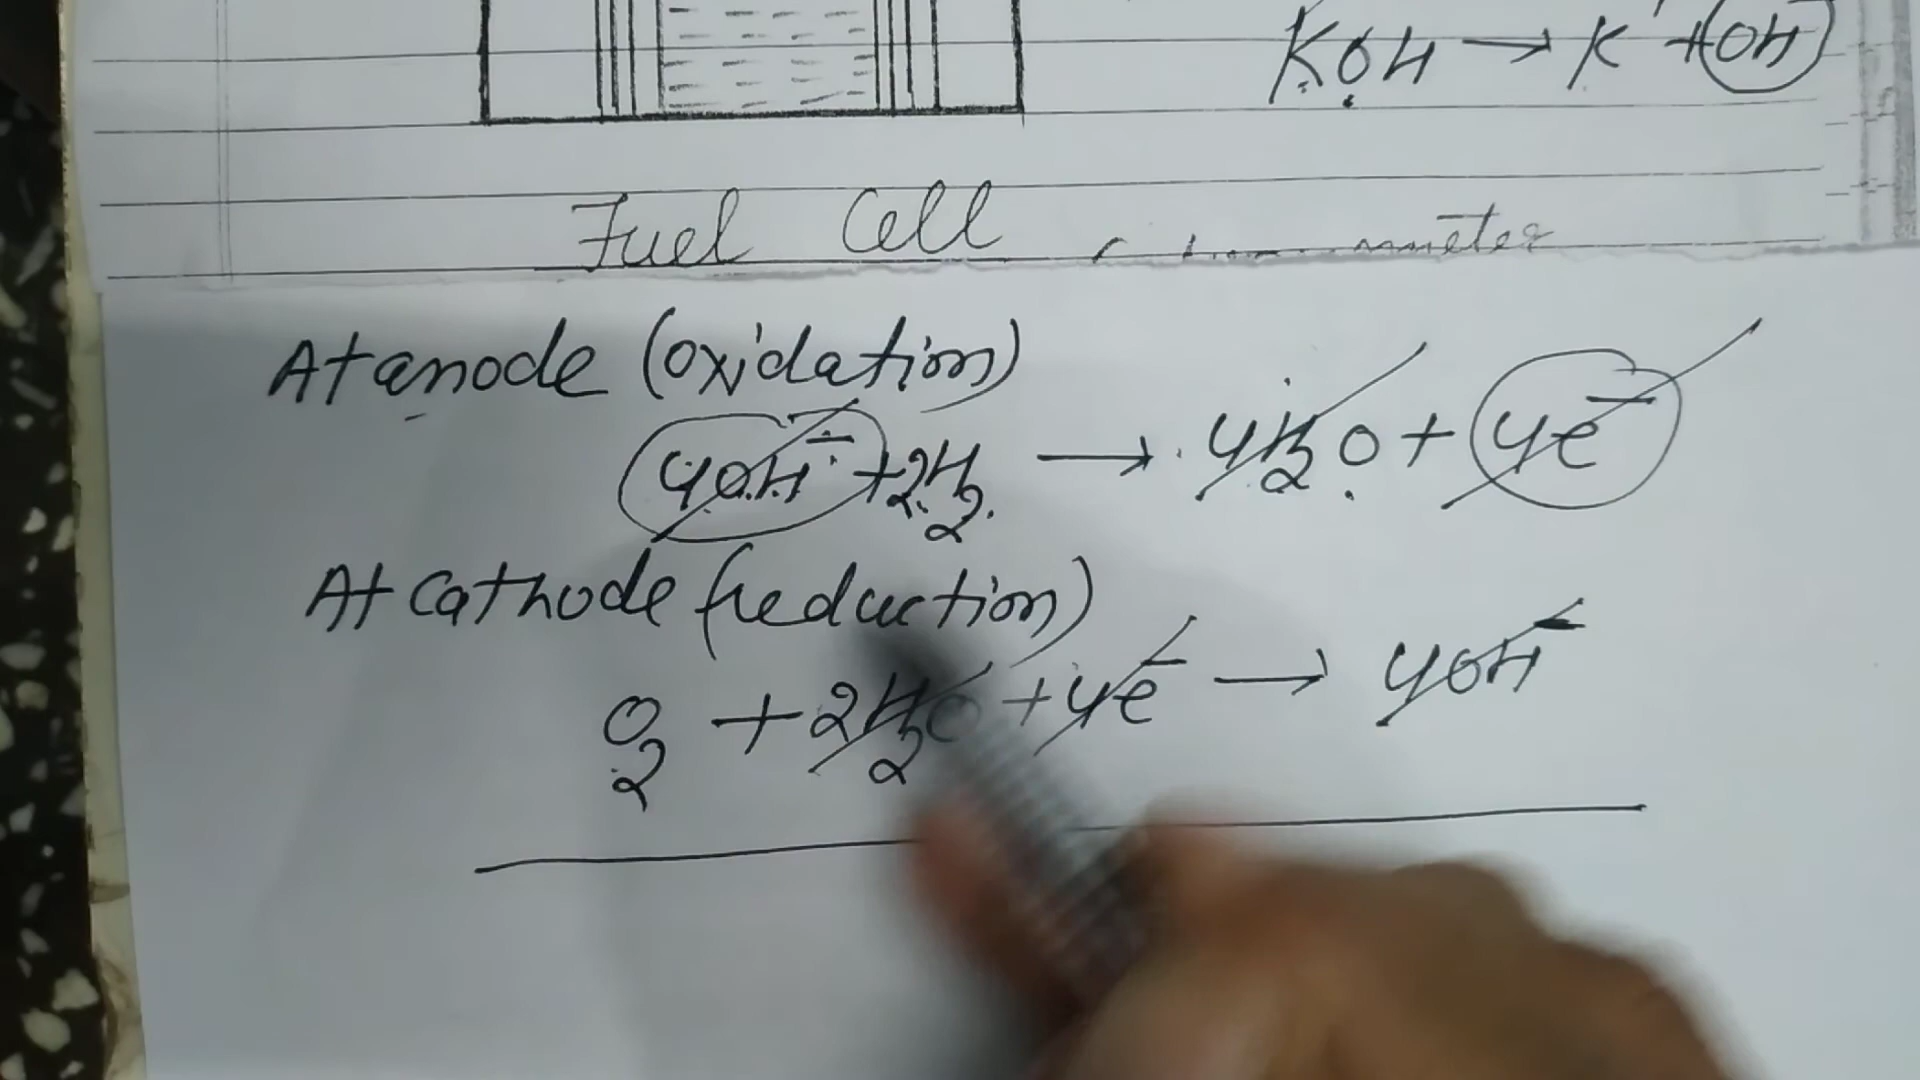 KOH → K⁺ + OH
Fuel Cell
At anode (oxidation)
4OH⁻ + 2H₂ → 4H₂O + 4e⁻
At Cathode (reduction)
O₂ + 2H₂O + 4e⁻ → 4OH⁻